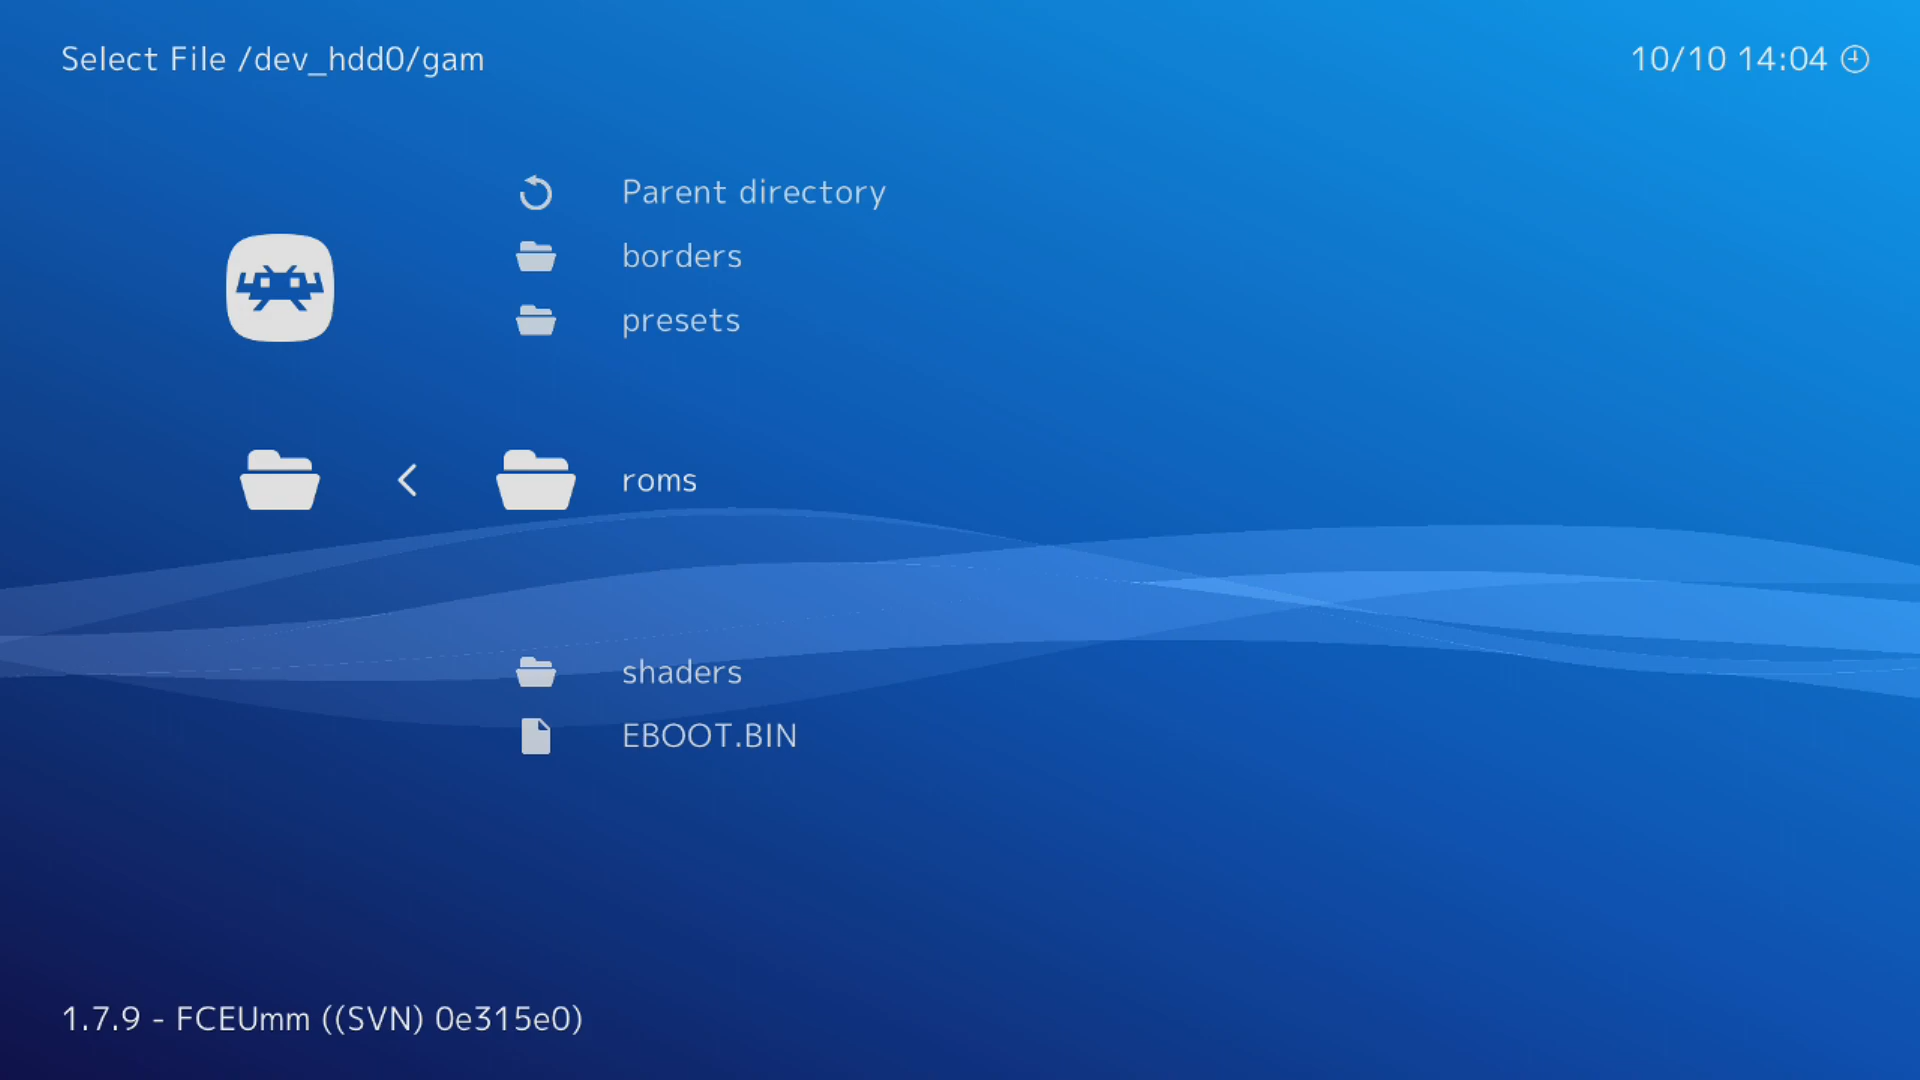 Select File /dev_hdd0/gam
10/10 14:04
Parent directory
borders
presets
roms
shaders
EBOOT.BIN
1.7.9 - FCEUmm ((SVN) 0e315e0)